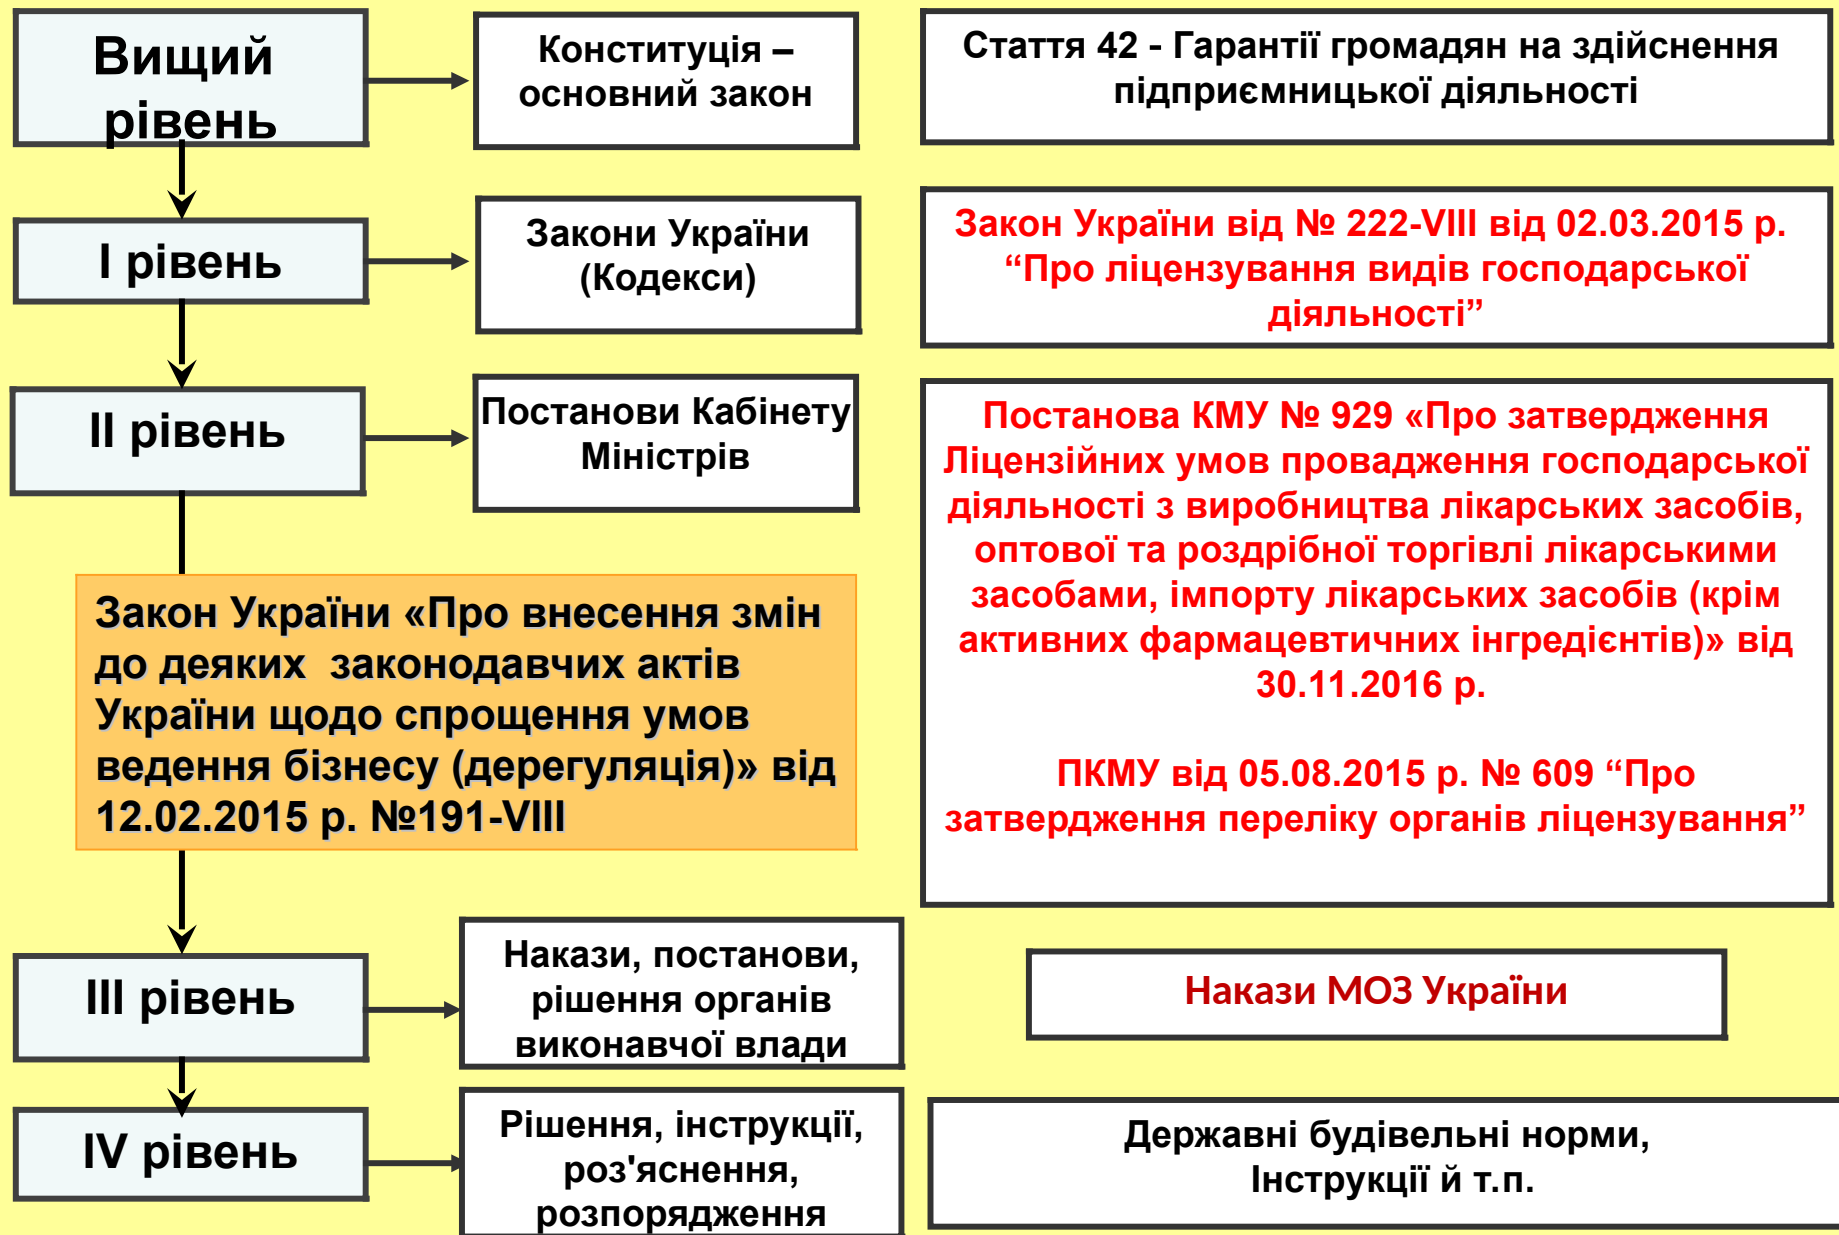 Вищий
рівень
Конституція –
основний закон
Стаття 42 - Гарантії громадян на здійснення
підприємницької діяльності
I рівень
Закони України
(Кодекси)
Закон України від № 222-VIII від 02.03.2015 р.
“Про ліцензування видів господарської
діяльності”
II рівень
Постанови Кабінету
Міністрів
Постанова КМУ № 929 «Про затвердження
Ліцензійних умов провадження господарської
діяльності з виробництва лікарських засобів,
оптової та роздрібної торгівлі лікарськими
засобами, імпорту лікарських засобів (крім
активних фармацевтичних інгредієнтів)» від
30.11.2016 р.
ПКМУ від 05.08.2015 р. № 609 “Про
затвердження переліку органів ліцензування”
Закон України «Про внесення змін
до деяких законодавчих актів
України щодо спрощення умов
ведення бізнесу (дерегуляція)» від
12.02.2015 р. №191-VIII
III рівень
Накази, постанови,
рішення органів
виконавчої влади
Накази МОЗ України
IV рівень
Рішення, інструкції,
роз'яснення,
розпорядження
Державні будівельні норми,
Інструкції й т.п.